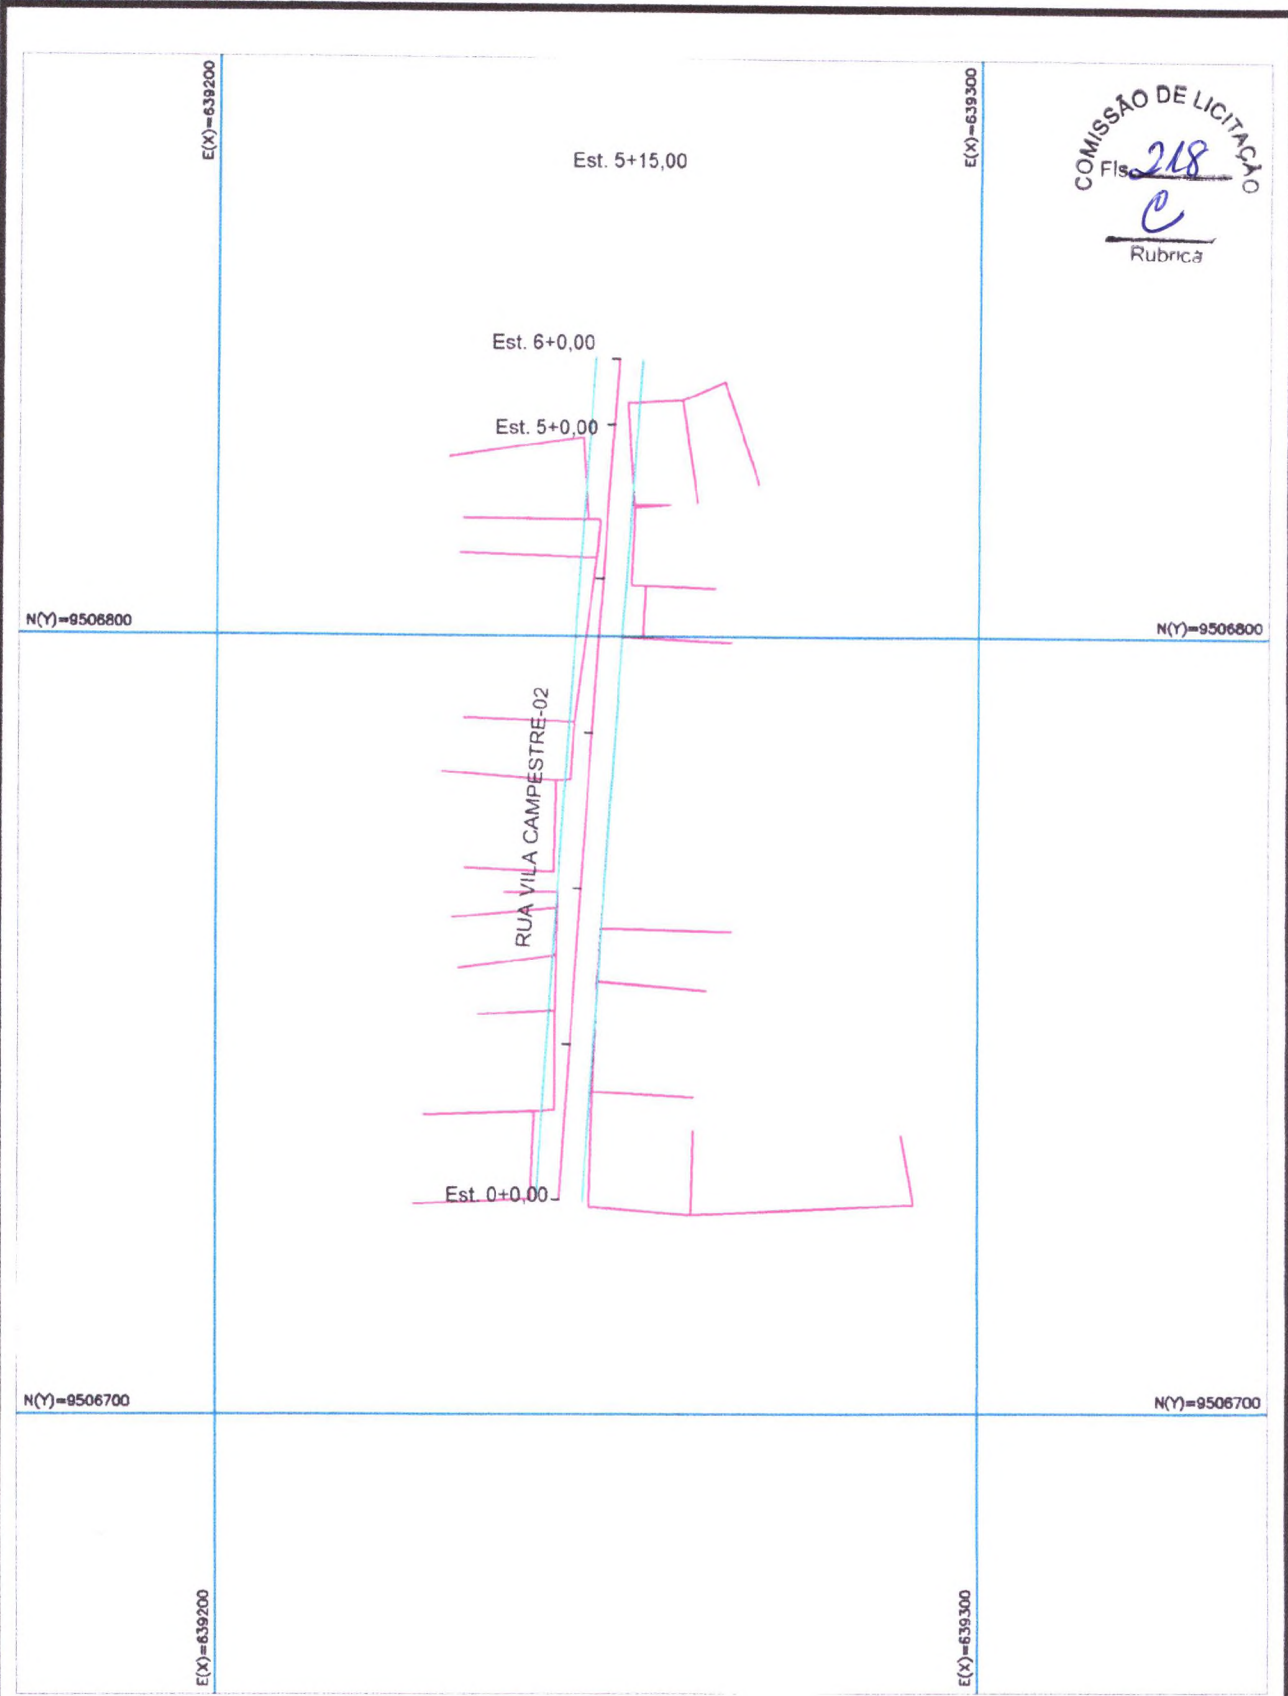 E(X)=639200
E(X)=639300
COMISSÃO DE LICITAÇÃO
Fls. 218
Rubrica
Est. 5+15,00
Est. 6+0,00
Est. 5+0,00
N(Y)=9506800
N(Y)=9506800
RUA VILA CAMPESTRE-02
Est. 0+0,00
N(Y)=9506700
N(Y)=9506700
E(X)=639200
E(X)=639300